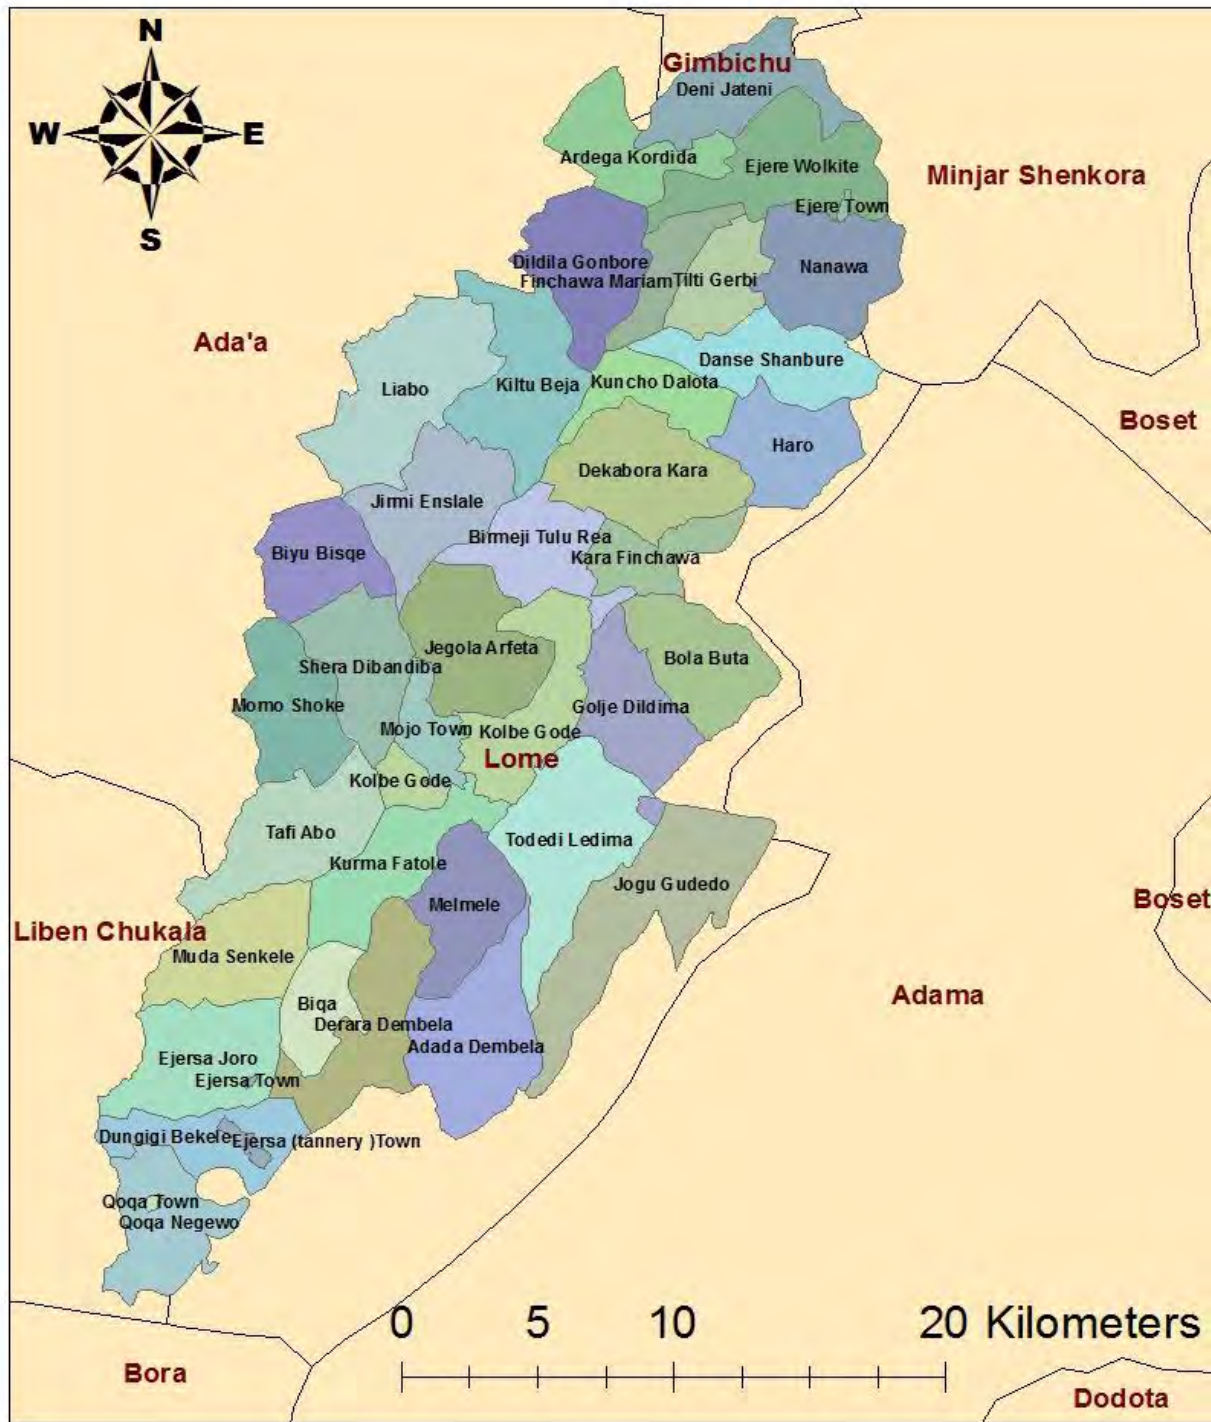 N
Gimbichu
Deni Jateni
W
E
Ardega Kordida
Ejere Wolkite
Minjar Shenkora
Ejere Town
S
Dildila Gonbore
Nanawa
Finchawa Mariam
Tilti Gerbi
Ada'a
Danse Shanbure
Liabo
Kiltu Beja
Kuncho Dalota
Boset
Haro
Dekabora Kara
Jirmi Enslale
Birmeji Tulu Rea
Biyu Bisqe
Kara Finchawa
Jegola Arfeta
Bola Buta
Shera Dibandiba
Momo Shoke
Golje Dildima
Mojo Town
Kolbe Gode
Lome
Kolbe Gode
Tafi Abo
Todedi Ledima
Kurma Fatole
Jogu Gudedo
Melmele
Boset
Liben Chukala
Muda Senkele
Adama
Biqa
Derara Dembela
Adada Dembela
Ejersa Joro
Ejersa Town
Dungigi Bekele
Ejersa (tannery )Town
Qoqa Town
Qoqa Negewo
0 5 10 20 Kilometers
Bora
Dodota